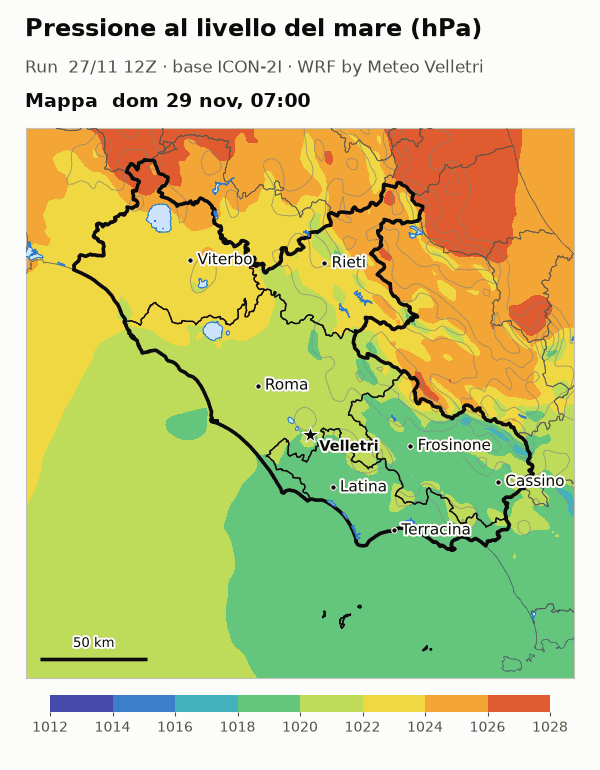 Pressione al livello del mare (hPa)
Run  27/11 12Z · base ICON-2I · WRF by Meteo Velletri
Mappa  dom 29 nov, 07:00
Viterbo
Rieti
Roma
Velletri
Frosinone
Latina
Cassino
Terracina
50 km
1012 1014 1016 1018 1020 1022 1024 1026 1028